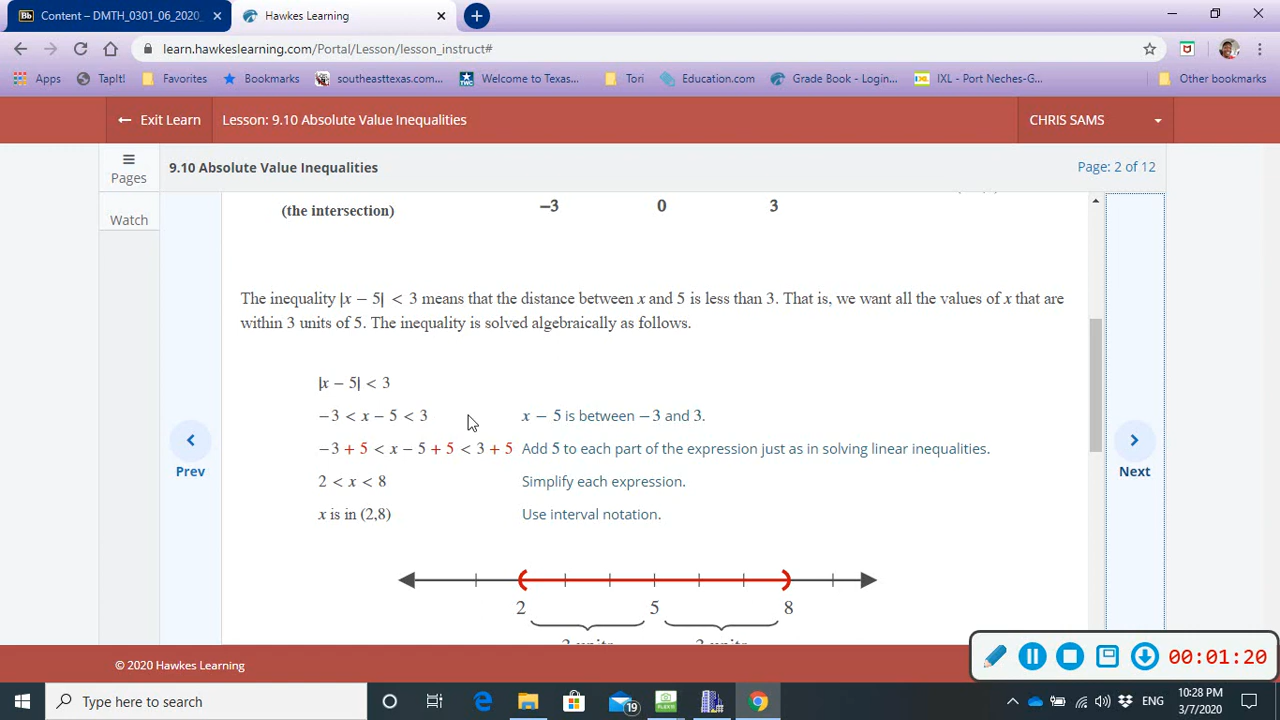 Bb Content – DMTH_0301_06_2020_
Hawkes Learning
learn.hawkeslearning.com/Portal/Lesson/lesson_instruct#
Apps TapIt! Favorites Bookmarks southeasttexas.com... Welcome to Texas... Tori Education.com Grade Book - Login... IXL - Port Neches-G... Other bookmarks
← Exit Learn Lesson: 9.10 Absolute Value Inequalities CHRIS SAMS
Pages 9.10 Absolute Value Inequalities Page: 2 of 12
Watch
(the intersection) −3 0 3
The inequality |x − 5| < 3 means that the distance between x and 5 is less than 3. That is, we want all the values of x that are
within 3 units of 5. The inequality is solved algebraically as follows.
|x − 5| < 3
−3 < x − 5 < 3 x − 5 is between −3 and 3.
−3 + 5 < x − 5 + 5 < 3 + 5 Add 5 to each part of the expression just as in solving linear inequalities.
Prev Next
2 < x < 8 Simplify each expression.
x is in (2,8) Use interval notation.
2 5 8
3 units 3 units
© 2020 Hawkes Learning
00:01:20
Type here to search
19
ENG
10:28 PM
3/7/2020